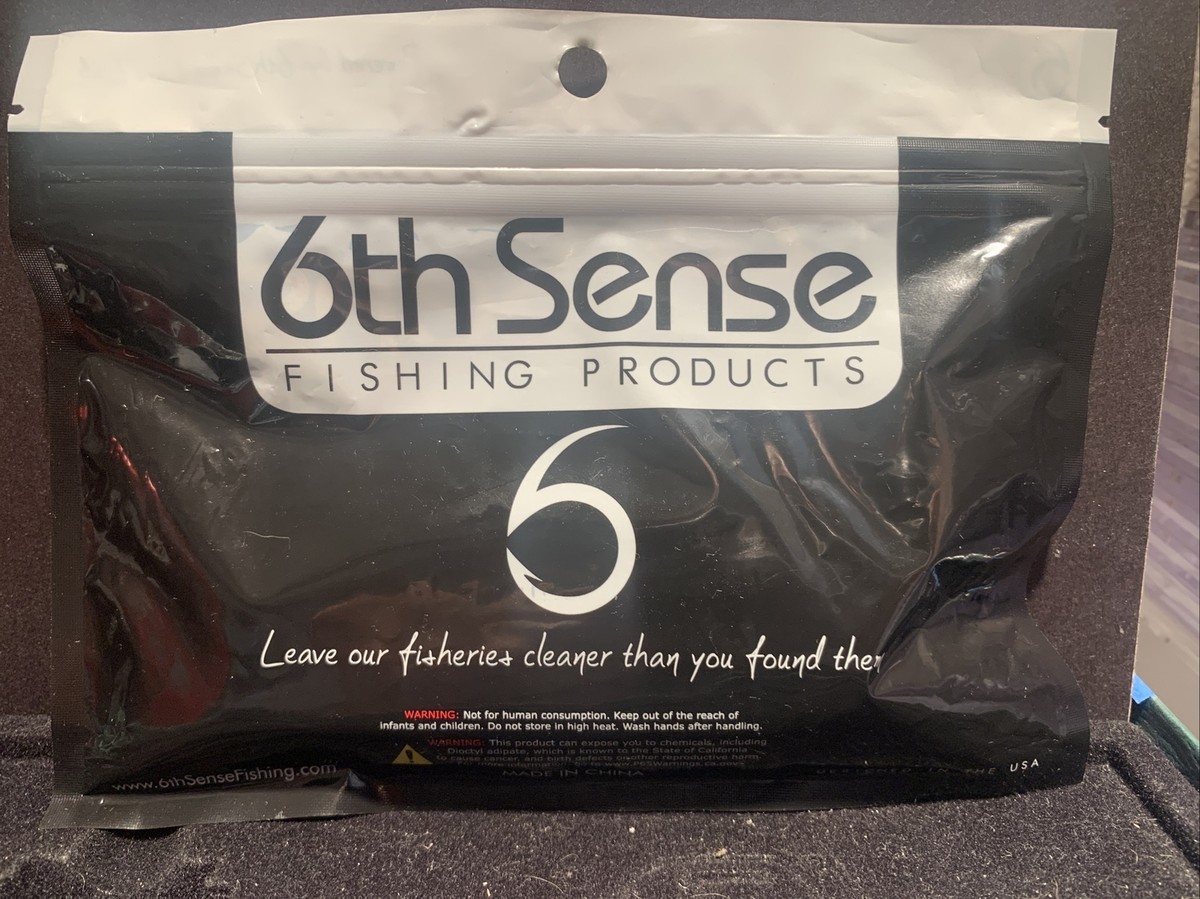 6th Sense
FISHING PRODUCTS
6
Leave our fisheries cleaner than you found
WARNING: Not for human consumption. Keep out of the reach of
infants and children. Do not store in high heat. Wash hands after handling.
WARNING: This product can expose you to chemicals, including
Dioctyl adipate, which is known to the State of California
to cause cancer, and birth defects or other reproductive harm.
MADE IN CHINA
www.6thSenseFishing.com
DESIGNED IN THE USA